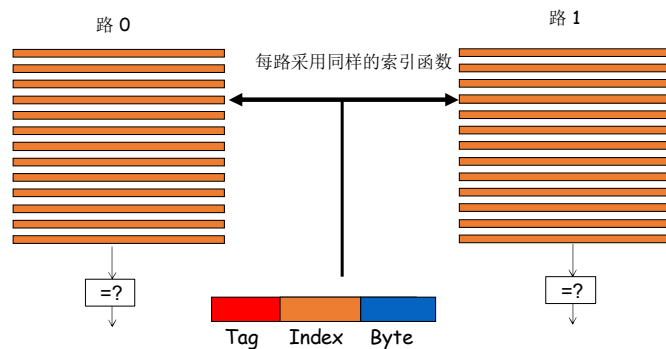 路 0
路 1
每路采用同样的索引函数
=?
=?
Tag Index Byte